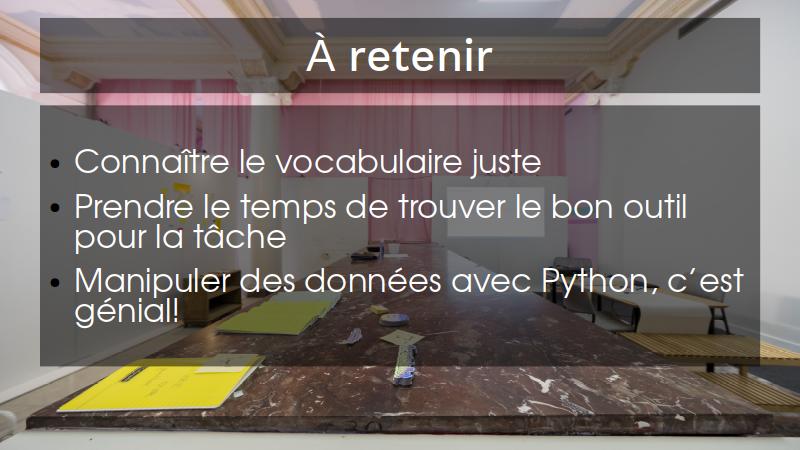 À retenir
• Connaître le vocabulaire juste
• Prendre le temps de trouver le bon outil
pour la tâche
• Manipuler des données avec Python, c’est
génial!